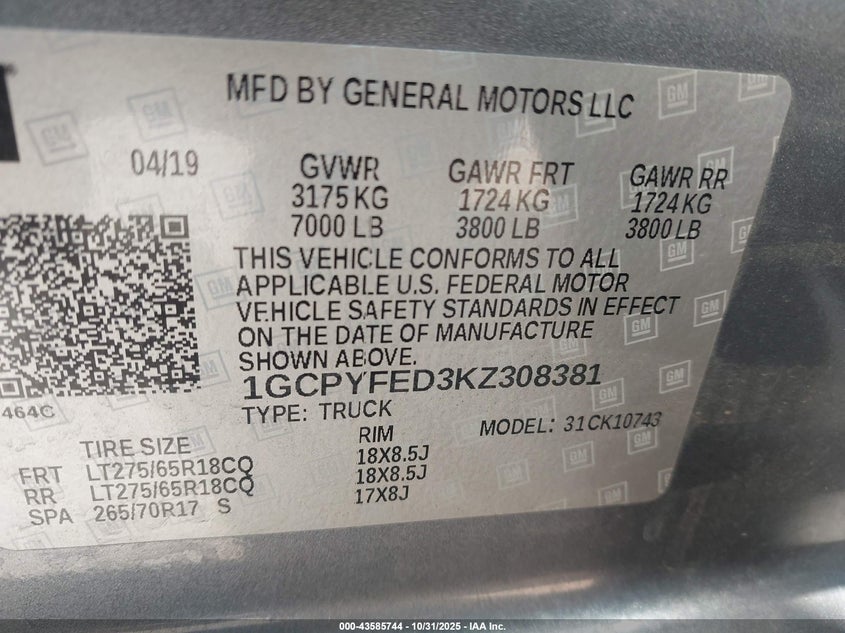 MFD BY GENERAL MOTORS LLC
04/19
GVWR GAWR FRT GAWR RR
3175 KG 1724 KG 1724 KG
7000 LB 3800 LB 3800 LB
THIS VEHICLE CONFORMS TO ALL
APPLICABLE U.S. FEDERAL MOTOR
VEHICLE SAFETY STANDARDS IN EFFECT
ON THE DATE OF MANUFACTURE
SHOWN ABOVE.
1GCPYFED3KZ308381
464C
TYPE: TRUCK MODEL: 31CK10743
TIRE SIZE RIM
FRT LT275/65R18CQ 18X8.5J
RR LT275/65R18CQ 18X8.5J
SPA 265/70R17 S 17X8J
000-43585744 - 10/31/2025 - IAA Inc.